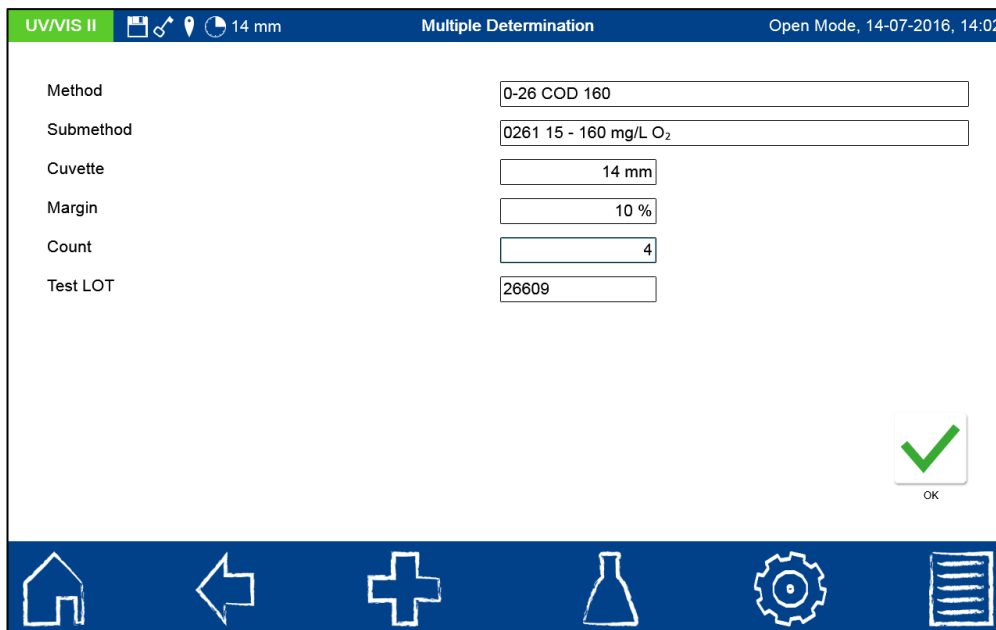 UV/VIS II 14 mm Multiple Determination Open Mode, 14-07-2016, 14:02
Method 0-26 COD 160
Submethod 0261 15 - 160 mg/L O₂
Cuvette 14 mm
Margin 10 %
Count 4
Test LOT 26609
OK